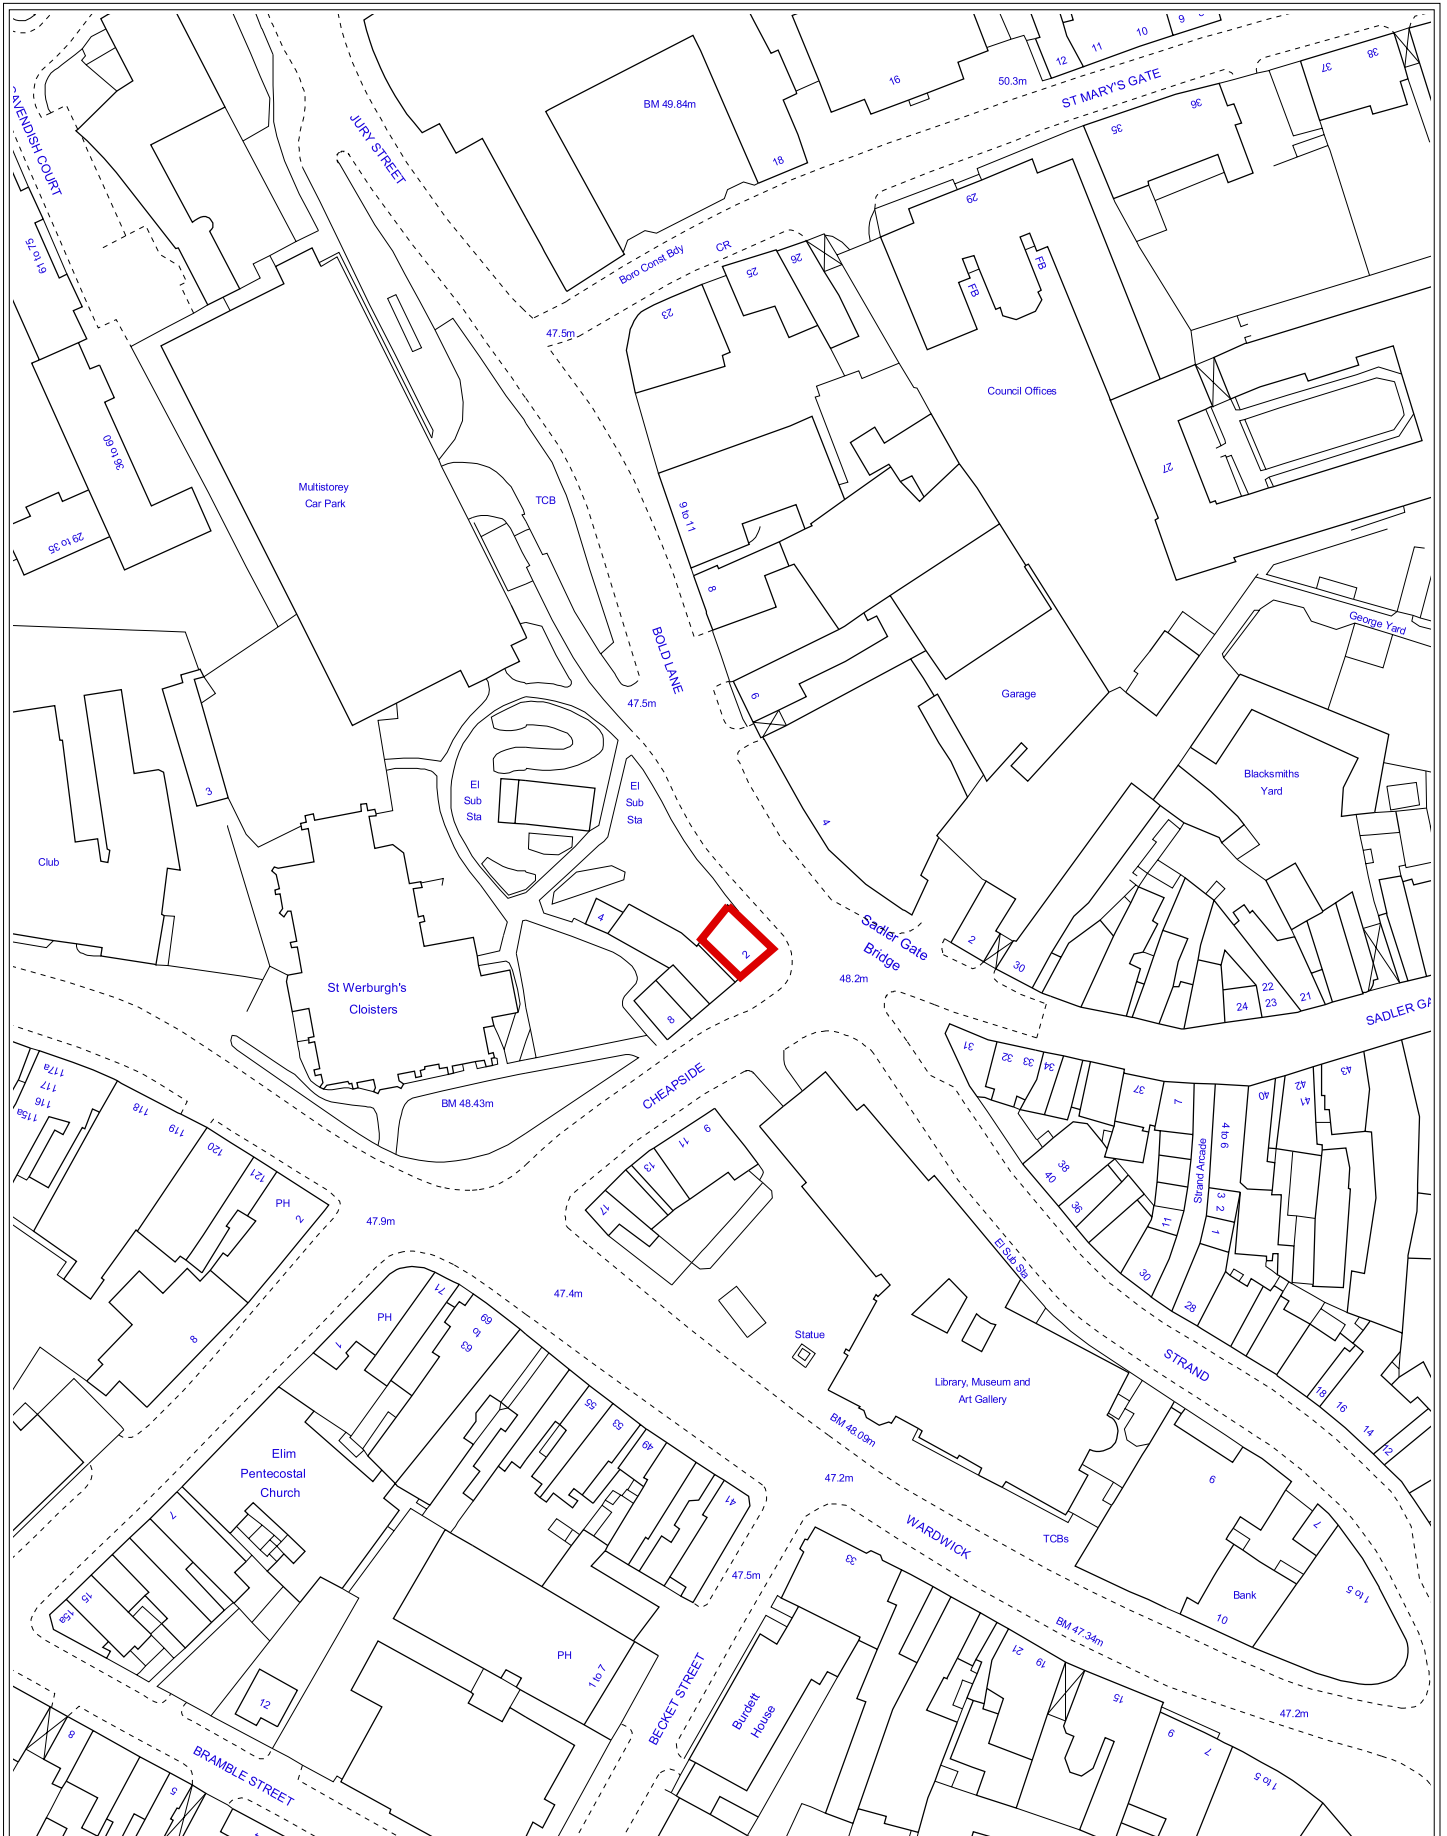 9
10
11
12
16
50.3m
ST MARY'S GATE
38
37
36
35
BM 49.84m
18
JURY STREET
29
CAVENDISH COURT
61 to 75
Boro Const Bdy
CR
25
26
FB
FB
23
47.5m
Council Offices
36 to 60
Multistorey
Car Park
TCB
27
9 to 11
29 to 35
8
George Yard
BOLD LANE
6
Garage
47.5m
3
El
Sub
Sta
El
Sub
Sta
Blacksmiths
Yard
4
Club
4
2
Sadler Gate
Bridge
2
30
48.2m
St Werburgh's
Cloisters
8
22
24
23
21
SADLER GA
31
32
33
34
37
7
40
41
42
43
117a
117
116
115a
118
119
120
121
PH
2
BM 48.43m
CHEAPSIDE
9
11
13
17
4 to 6
Strand Arcade
3
2
1
11
38
40
36
30
28
47.9m
El Sub Sta
47.4m
8
PH
1
71
69
to
63
Statue
STRAND
Library, Museum and
Art Gallery
18
16
14
12
55
53
49
41
BM 48.09m
Elim
Pentecostal
Church
47.2m
9
7
WARDWICK
TCBs
7
15
15a
33
47.5m
Bank
10
1 to 5
BM 47.34m
PH
1 to 7
21
19
15
12
BECKET STREET
Burdett
House
47.2m
9
7
1 to 5
8
BRAMBLE STREET
5